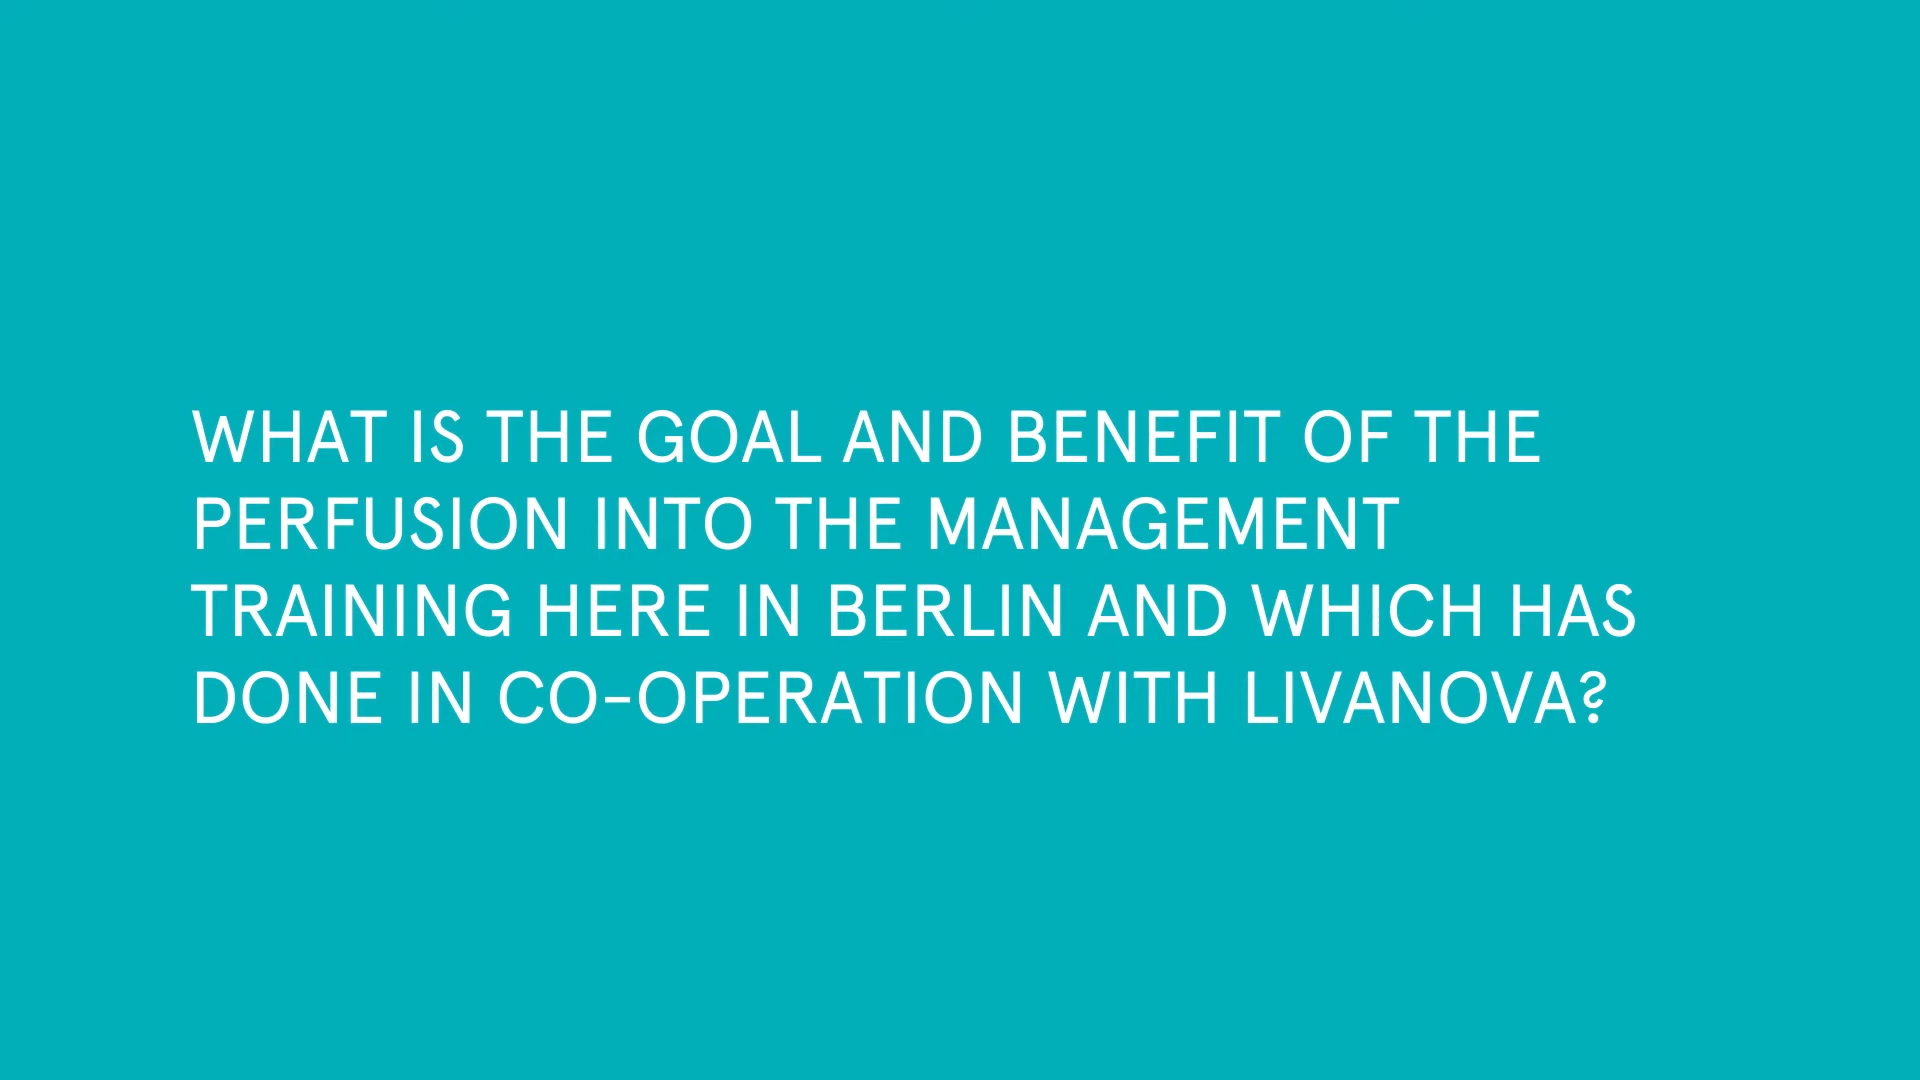 WHAT IS THE GOAL AND BENEFIT OF THE
PERFUSION INTO THE MANAGEMENT
TRAINING HERE IN BERLIN AND WHICH HAS
DONE IN CO-OPERATION WITH LIVANOVA?